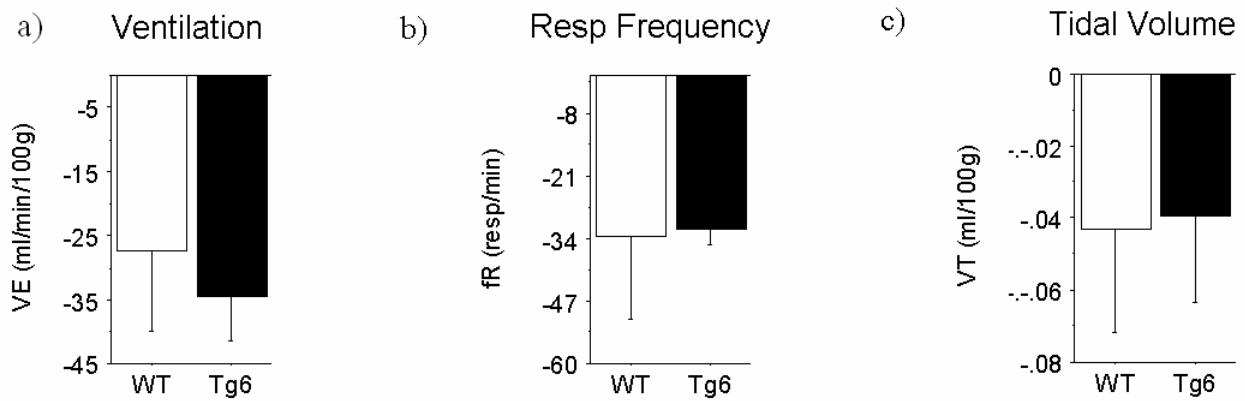 a) Ventilation
VE (ml/min/100g)
-5
-15
-25
-35
-45
WT Tg6
b) Resp Frequency
fR (resp/min)
-8
-21
-34
-47
-60
WT Tg6
c) Tidal Volume
VT (ml/100g)
0
-.-.02
-.04
-.-.06
-.08
WT Tg6